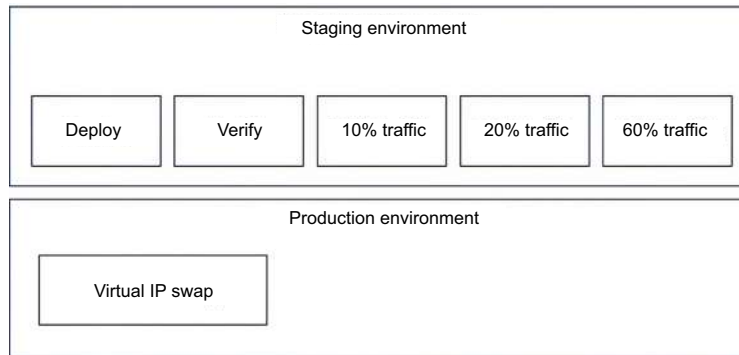 Staging environment
Deploy
Verify
10% traffic
20% traffic
60% traffic
Production environment
Virtual IP swap